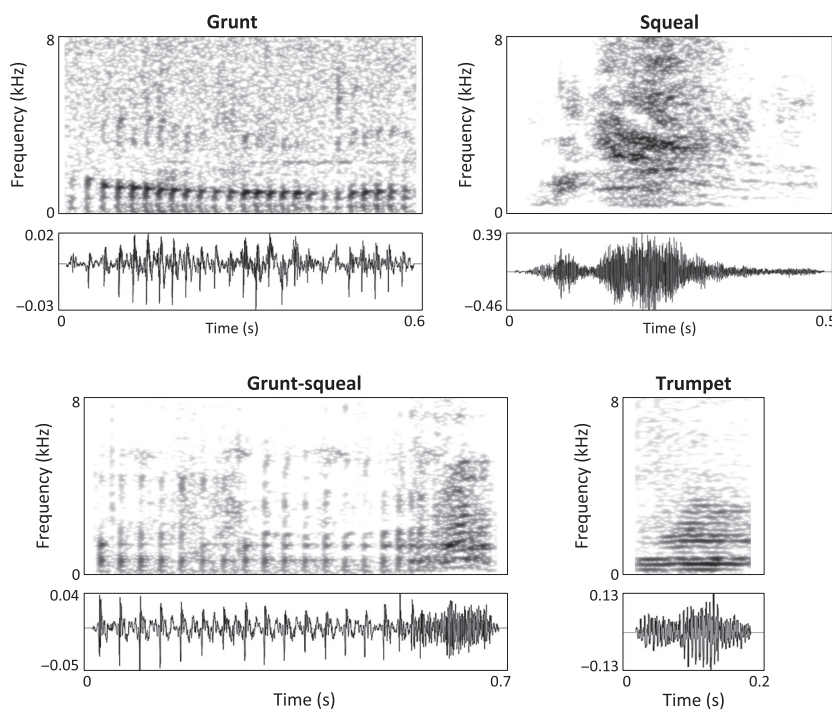 Grunt
Frequency (kHz)
8
0
0.02
−0.03
0
0.6
Time (s)
Squeal
Frequency (kHz)
8
0
0.39
−0.46
0
0.5
Time (s)
Grunt-squeal
Frequency (kHz)
8
0
0.04
−0.05
0
0.7
Time (s)
Trumpet
Frequency (kHz)
8
0
0.13
−0.13
0
0.2
Time (s)